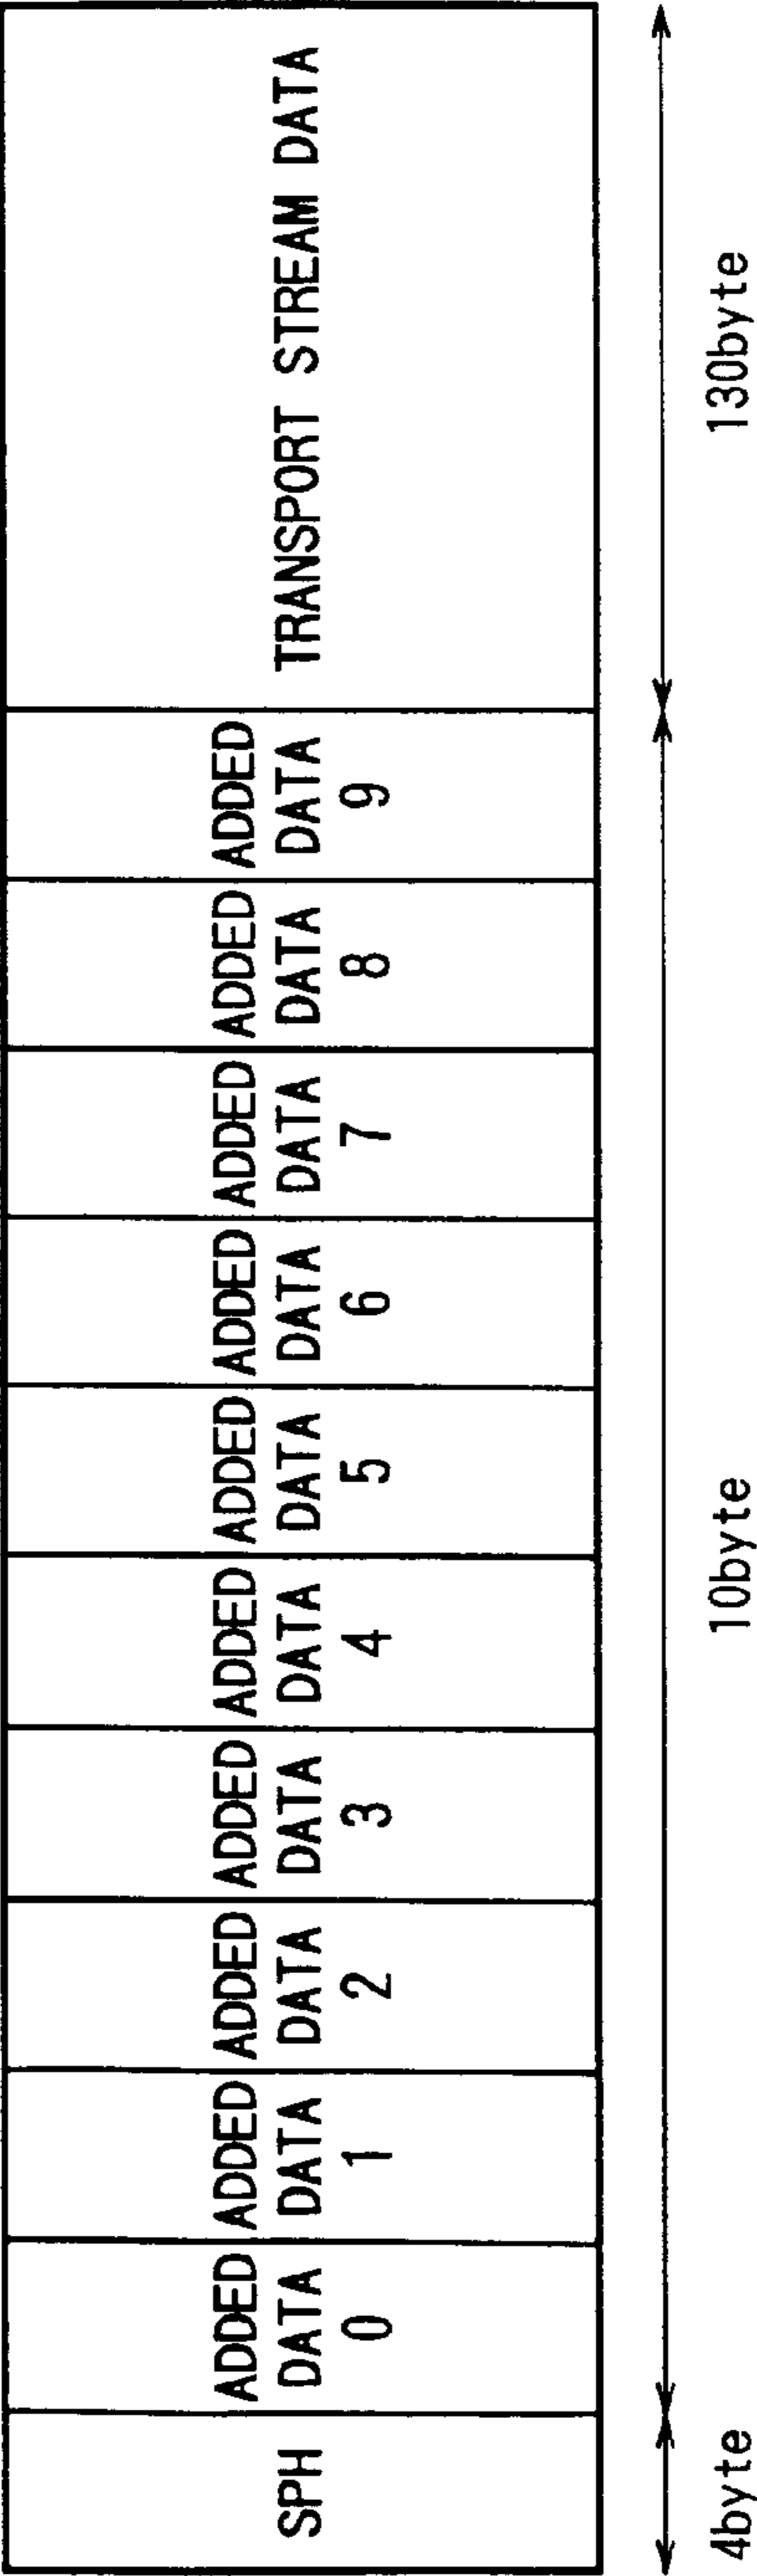 SPH
ADDED
DATA
0
ADDED
DATA
1
ADDED
DATA
2
ADDED
DATA
3
ADDED
DATA
4
ADDED
DATA
5
ADDED
DATA
6
ADDED
DATA
7
ADDED
DATA
8
ADDED
DATA
9
TRANSPORT STREAM DATA
4byte
10byte
130byte